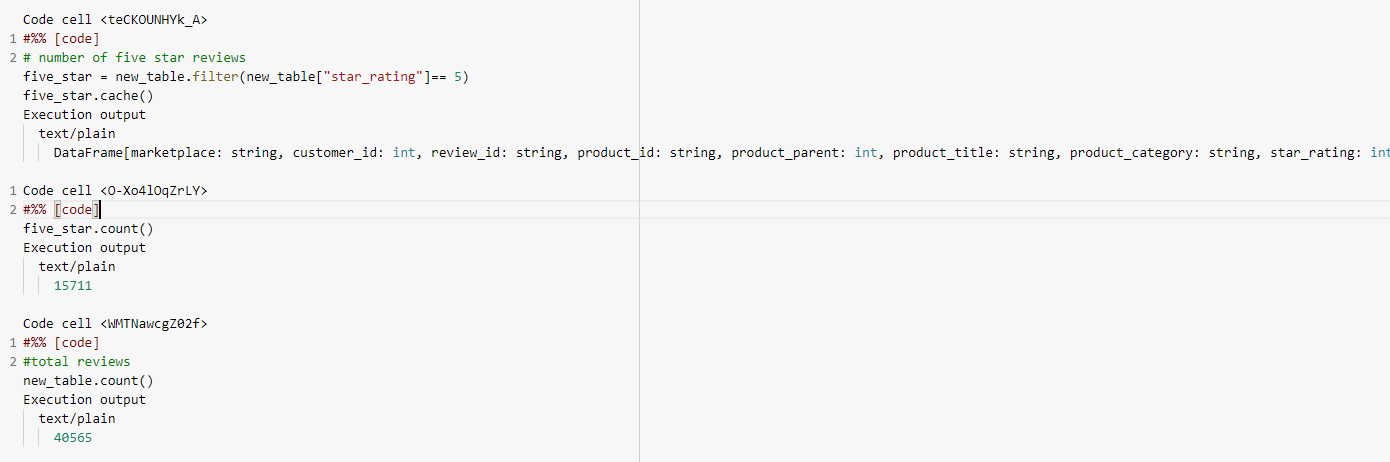 Code cell <teCKOUNHYk_A>
1 #%% [code]
2 # number of five star reviews
five_star = new_table.filter(new_table["star_rating"]== 5)
five_star.cache()
Execution output
text/plain
DataFrame[marketplace: string, customer_id: int, review_id: string, product_id: string, product_parent: int, product_title: string, product_category: string, star_rating: int
1 Code cell <O-Xo4lOqZrLY>
2 #%% [code]
five_star.count()
Execution output
text/plain
15711
Code cell <WMTNawcgZ02f>
1 #%% [code]
2 #total reviews
new_table.count()
Execution output
text/plain
40565